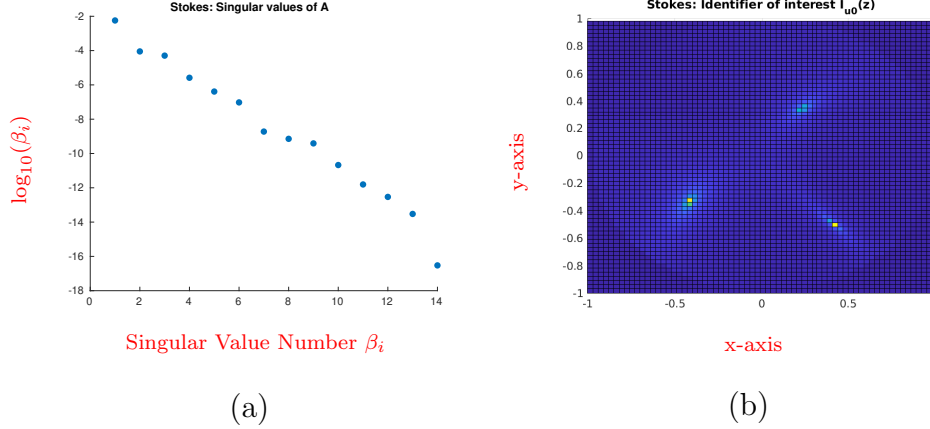 Stokes: Singular values of A
log₁₀(βᵢ)
-2
-4
-6
-8
-10
-12
-14
-16
-18
0 2 4 6 8 10 12 14
Singular Value Number βᵢ
(a)
Stokes: Identifier of interest I_u0(z)
y-axis
1
0.8
0.6
0.4
0.2
0
-0.2
-0.4
-0.6
-0.8
-1
-1 -0.5 0 0.5
x-axis
(b)